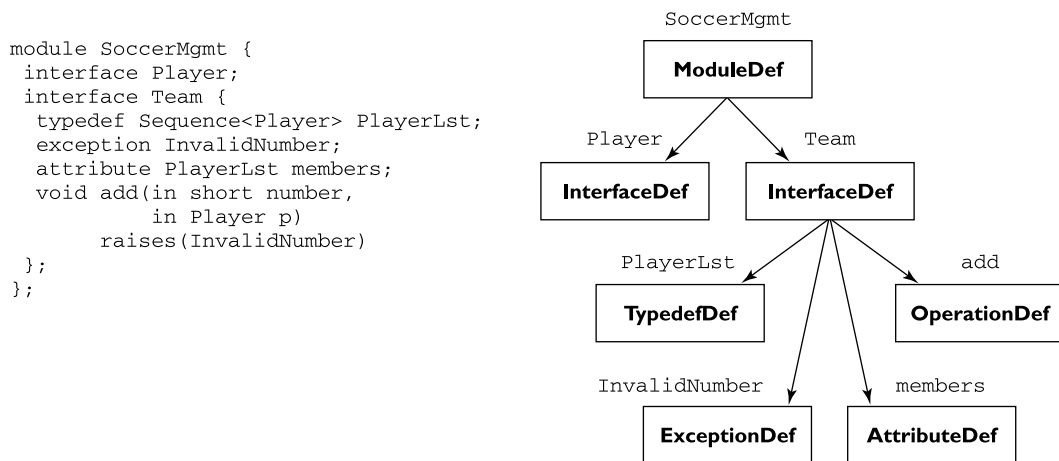 module SoccerMgmt {
interface Player;
interface Team {
typedef Sequence<Player> PlayerLst;
exception InvalidNumber;
attribute PlayerLst members;
void add(in short number,
in Player p)
raises(InvalidNumber)
};
};
SoccerMgmt
ModuleDef
Player
Team
InterfaceDef
InterfaceDef
PlayerLst
add
TypedefDef
OperationDef
InvalidNumber
members
ExceptionDef
AttributeDef